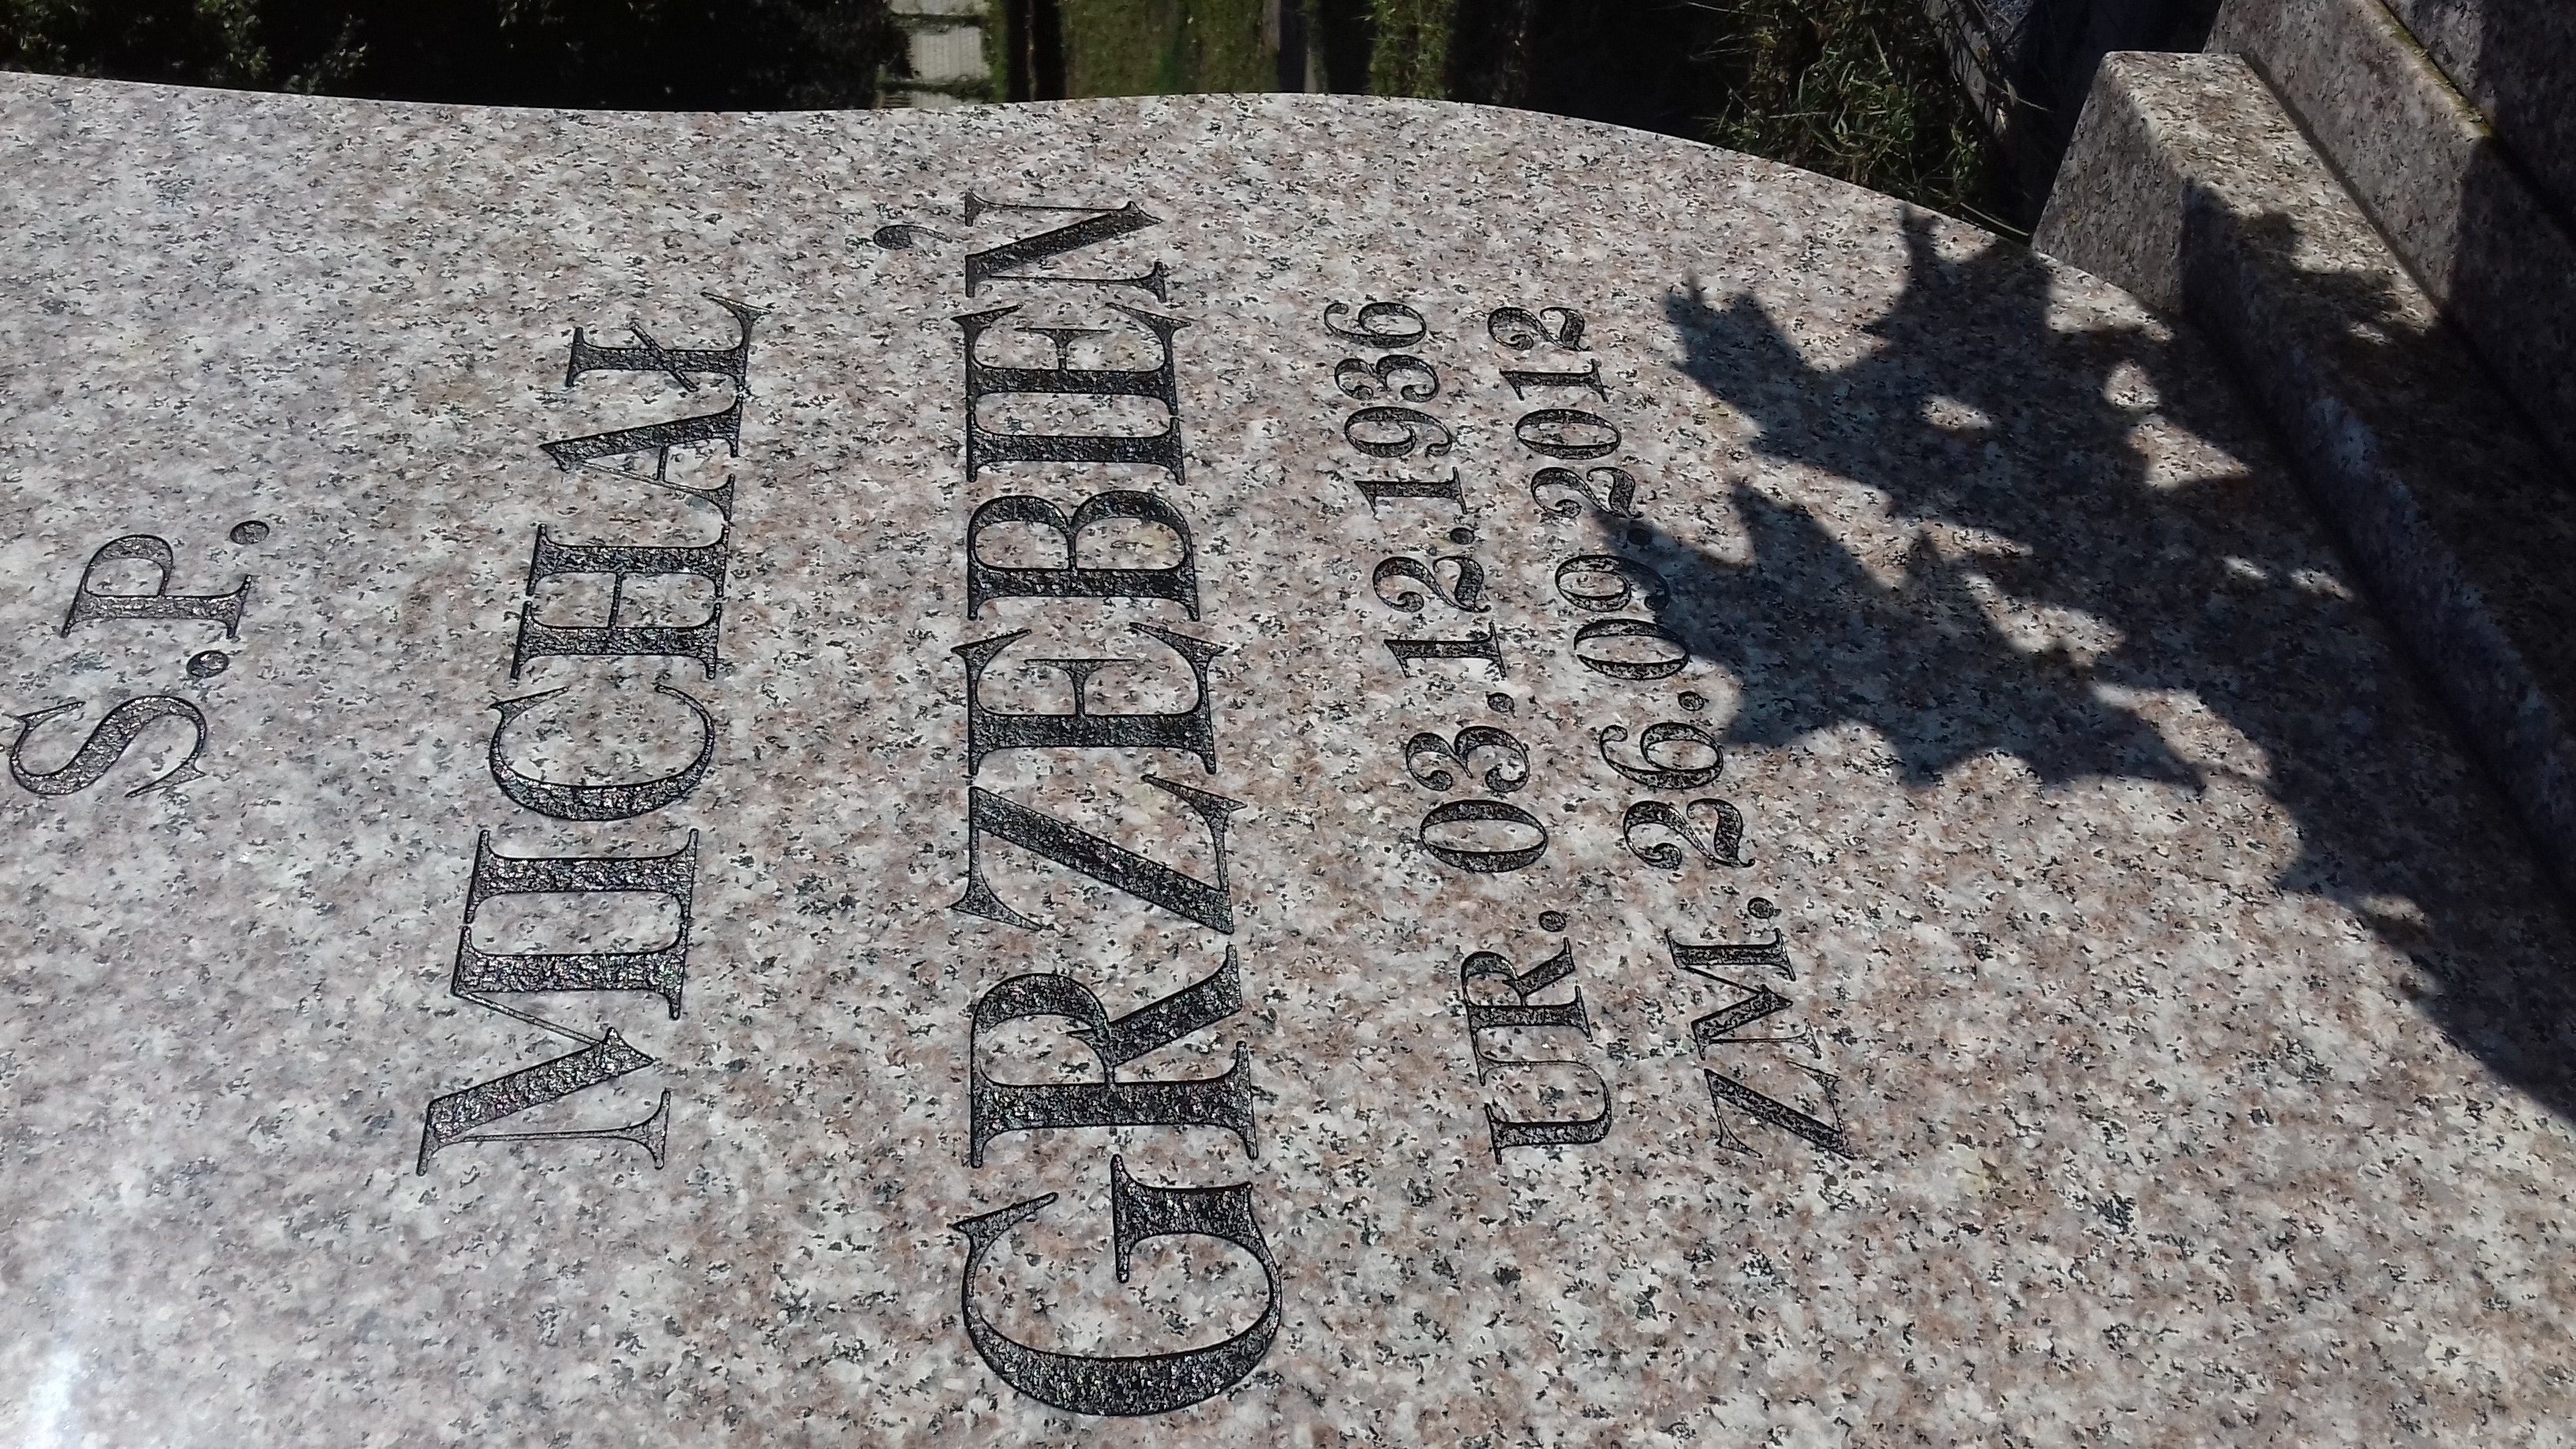 S.P.
MICHAŁ
GRZEBIEŃ
UR. 03.12.1936
ZM. 26.09.2012